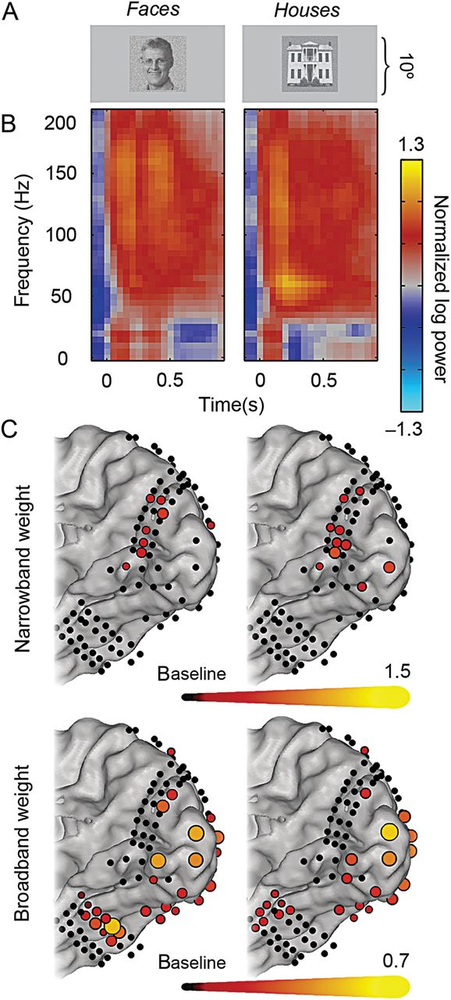 A
Faces
Houses
10º
B
200
150
100
50
0
Frequency (Hz)
0
0.5
0
0.5
Time(s)
1.3
Normalized log power
–1.3
C
Narrowband weight
Baseline
1.5
Broadband weight
Baseline
0.7